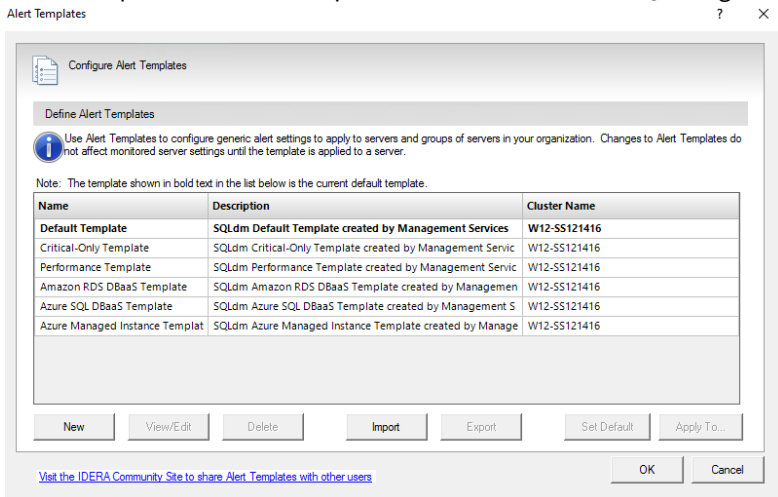 Alert Templates ? ×
Configure Alert Templates
Define Alert Templates
Use Alert Templates to configure generic alert settings to apply to servers and groups of servers in your organization. Changes to Alert Templates do
not affect monitored server settings until the template is applied to a server.
Note: The template shown in bold text in the list below is the current default template.
Name Description Cluster Name
Default Template SQLdm Default Template created by Management Services W12-SS121416
Critical-Only Template SQLdm Critical-Only Template created by Management Servic W12-SS121416
Performance Template SQLdm Performance Template created by Management Servic W12-SS121416
Amazon RDS DBaaS Template SQLdm Amazon RDS DBaaS Template created by Managemen W12-SS121416
Azure SQL DBaaS Template SQLdm Azure SQL DBaaS Template created by Management S W12-SS121416
Azure Managed Instance Templat SQLdm Azure Managed Instance Template created by Manage W12-SS121416
New View/Edit Delete Import Export Set Default Apply To...
Visit the IDERA Community Site to share Alert Templates with other users
OK Cancel